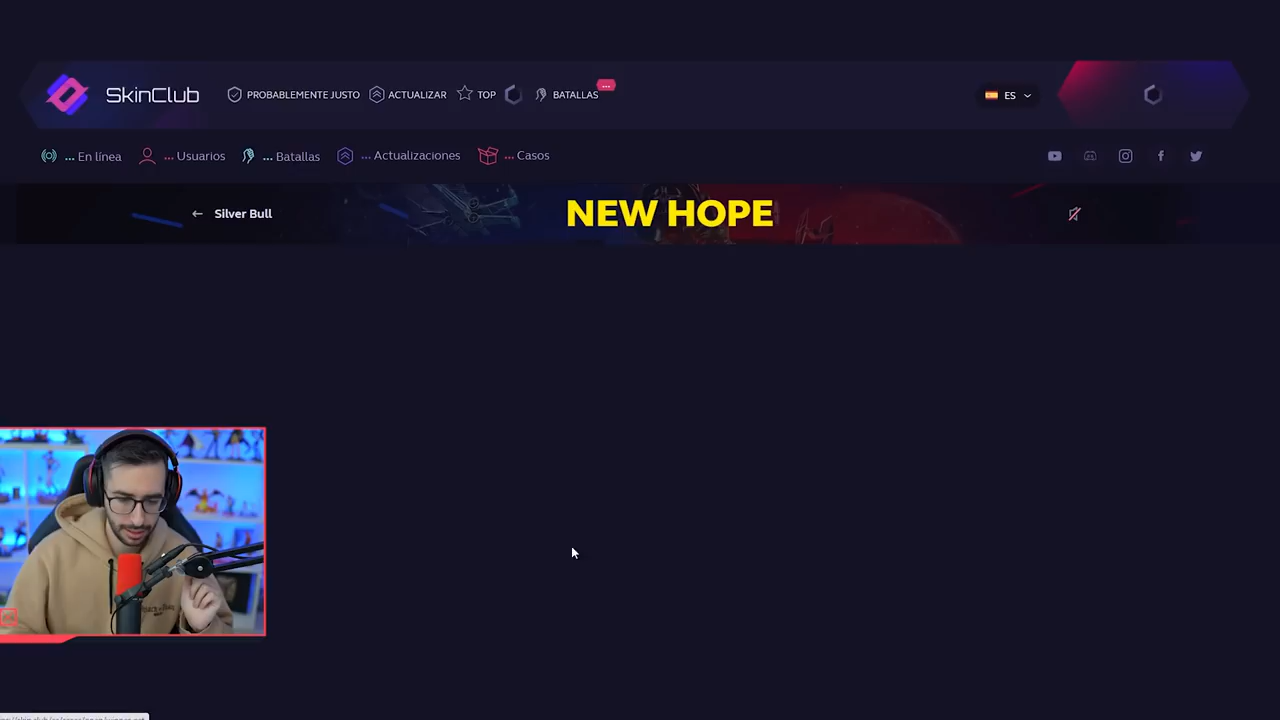 SkinClub
PROBABLEMENTE JUSTO
ACTUALIZAR
TOP
BATALLAS
...
ES
... En línea
... Usuarios
... Batallas
... Actualizaciones
... Casos
← Silver Bull
NEW HOPE